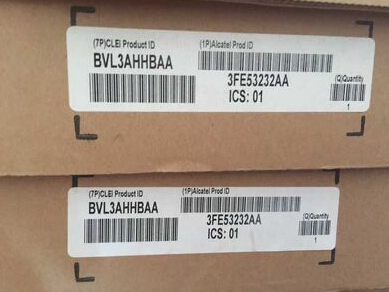 (7P)CLEI Product ID
(1P)Alcatel Prod ID
BVL3AHHBAA
3FE53232AA
(Q)Quantity
ICS: 01
1
(7P)CLEI Product ID
(1P)Alcatel Prod ID
BVL3AHHBAA
3FE53232AA
(Q)Quantity
ICS: 01
1